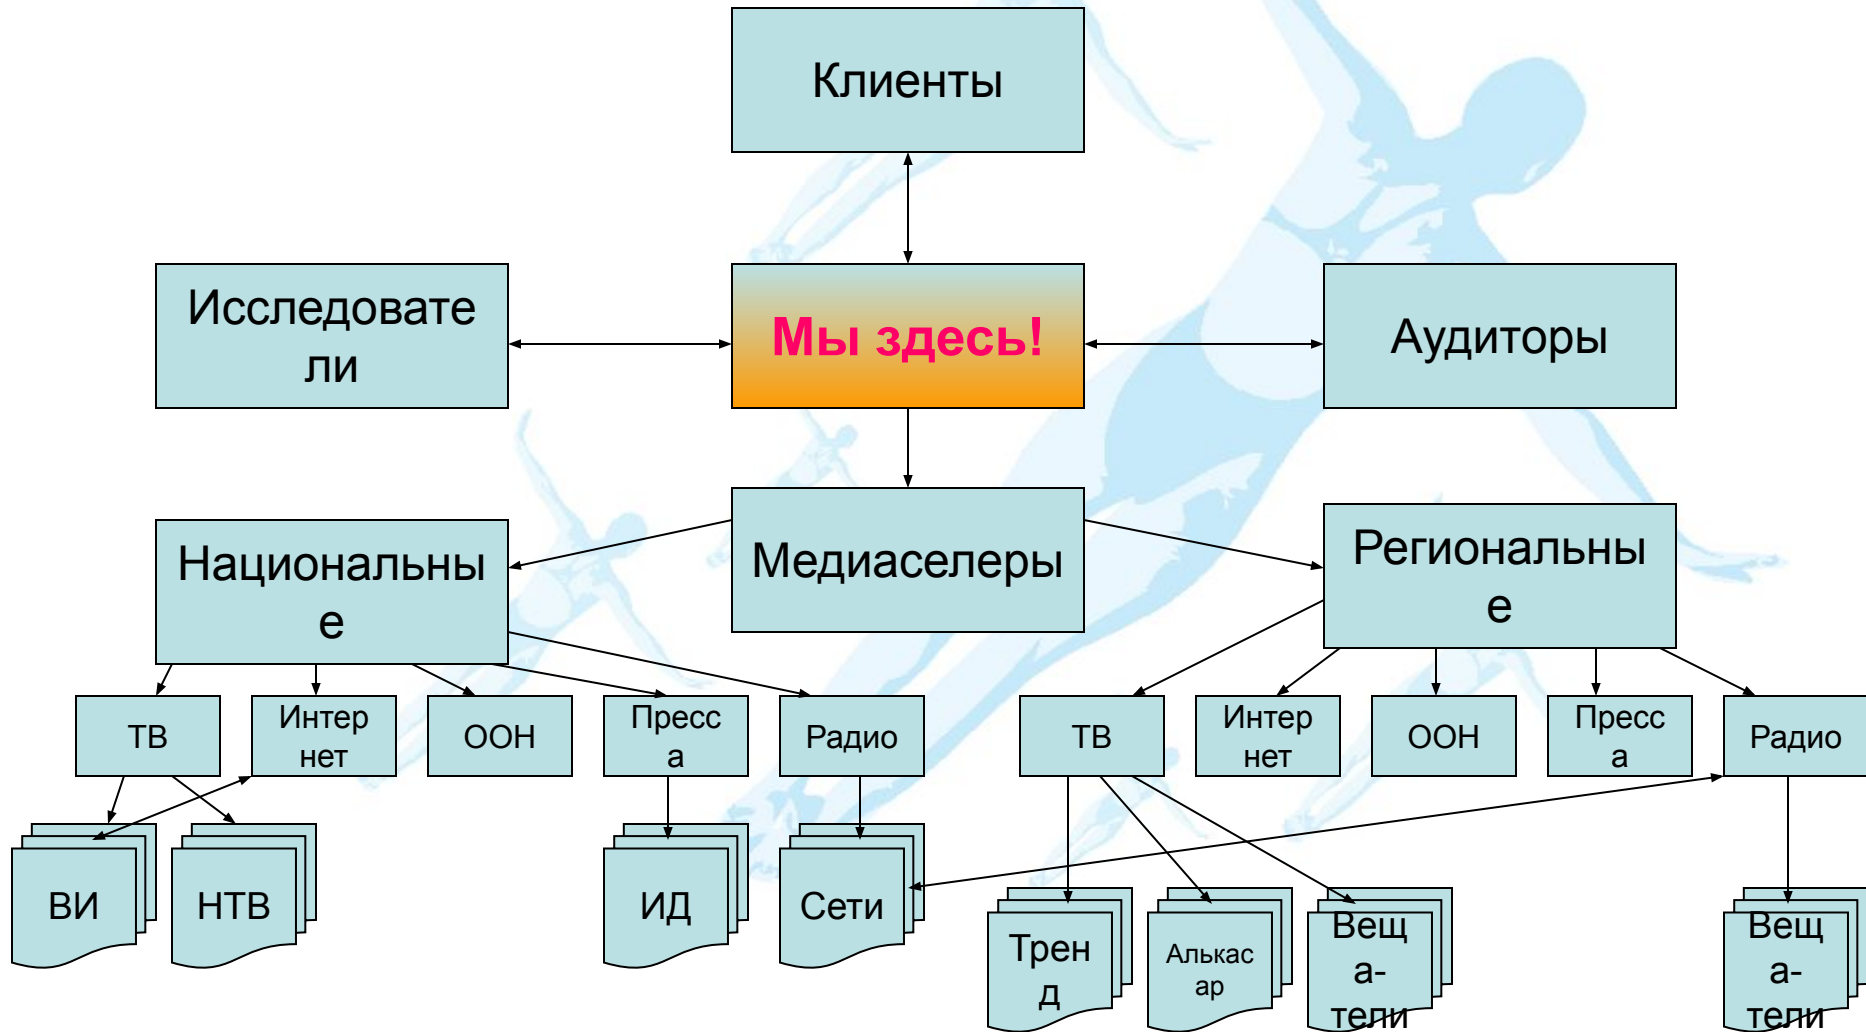 Клиенты
Исследовате
ли
Мы здесь!
Аудиторы
Национальны
е
Медиаселеры
Региональны
е
ТВ
Интер
нет
ООН
Пресс
а
Радио
ТВ
Интер
нет
ООН
Пресс
а
Радио
ВИ
НТВ
ИД
Сети
Трен
д
Алькас
ар
Вещ
а-
тели
Вещ
а-
тели